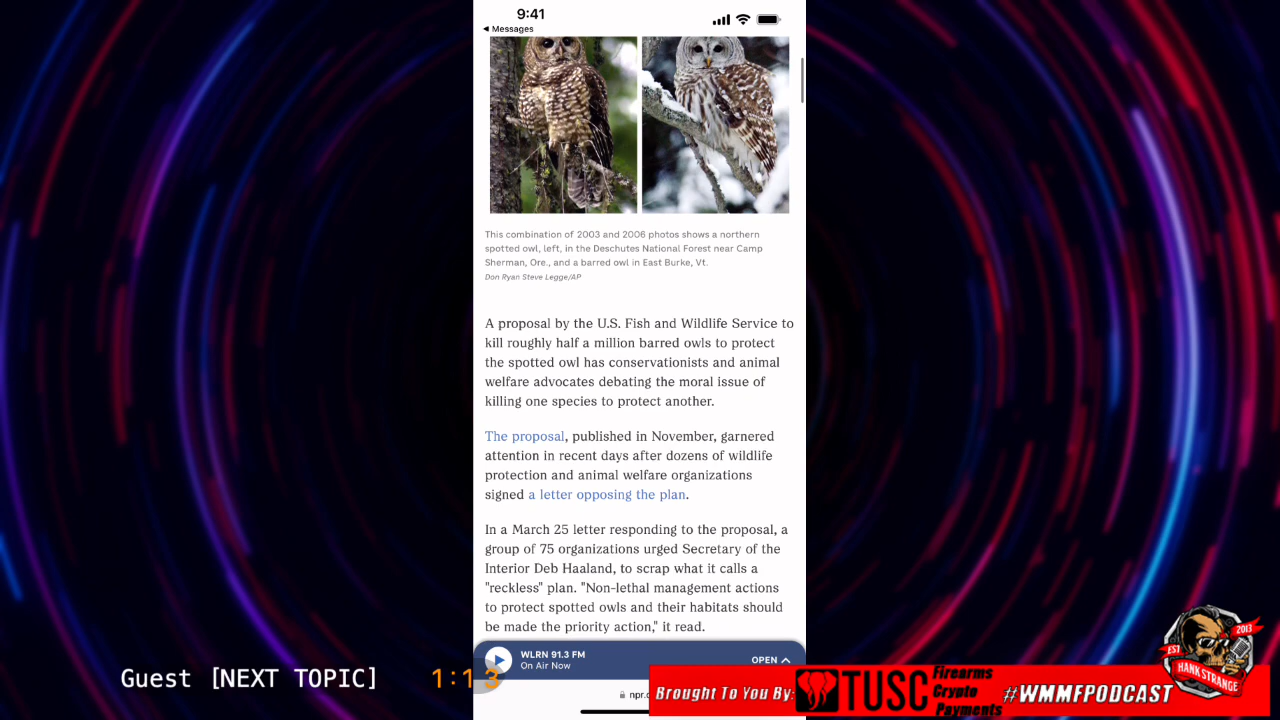 9:41
Messages
This combination of 2003 and 2006 photos shows a northern
spotted owl, left, in the Deschutes National Forest near Camp
Sherman, Ore., and a barred owl in East Burke, Vt.
Don Ryan Steve Legge/AP
A proposal by the U.S. Fish and Wildlife Service to
kill roughly half a million barred owls to protect
the spotted owl has conservationists and animal
welfare advocates debating the moral issue of
killing one species to protect another.
The proposal, published in November, garnered
attention in recent days after dozens of wildlife
protection and animal welfare organizations
signed a letter opposing the plan.
In a March 25 letter responding to the proposal, a
group of 75 organizations urged Secretary of the
Interior Deb Haaland, to scrap what it calls a
"reckless" plan. "Non-lethal management actions
to protect spotted owls and their habitats should
be made the priority action," it read.
WLRN 91.3 FM
On Air Now
OPEN
npr.o
Guest [NEXT TOPIC]
1:13
Brought To You By:
TUSC
Firearms
Crypto
Payments
#WMMFPODCAST
EST
2013
HANK STRANGE